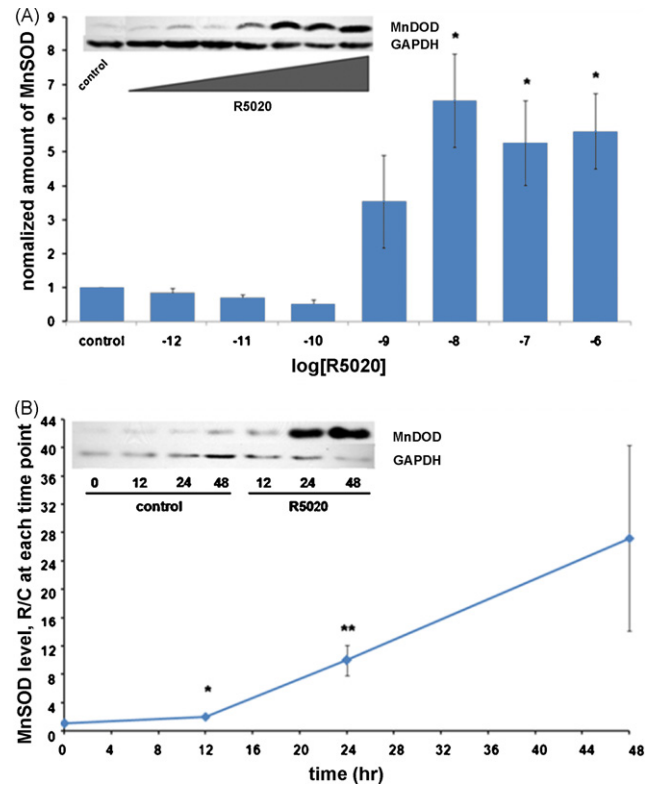 (A)
9
8
7
6
5
4
3
2
1
0
nomalized amount of MnSOD
MnDOD
GAPDH
control
R5020
*
*
*
control -12 -11 -10 -9 -8 -7 -6
log[R5020]
(B)
44
40
36
32
28
24
20
16
12
8
4
0
MnSOD level, R/C at each time point
MnDOD
GAPDH
0 12 24 48 12 24 48
control R5020
*
**
0 4 8 12 16 20 24 28 32 36 40 44 48
time (hr)